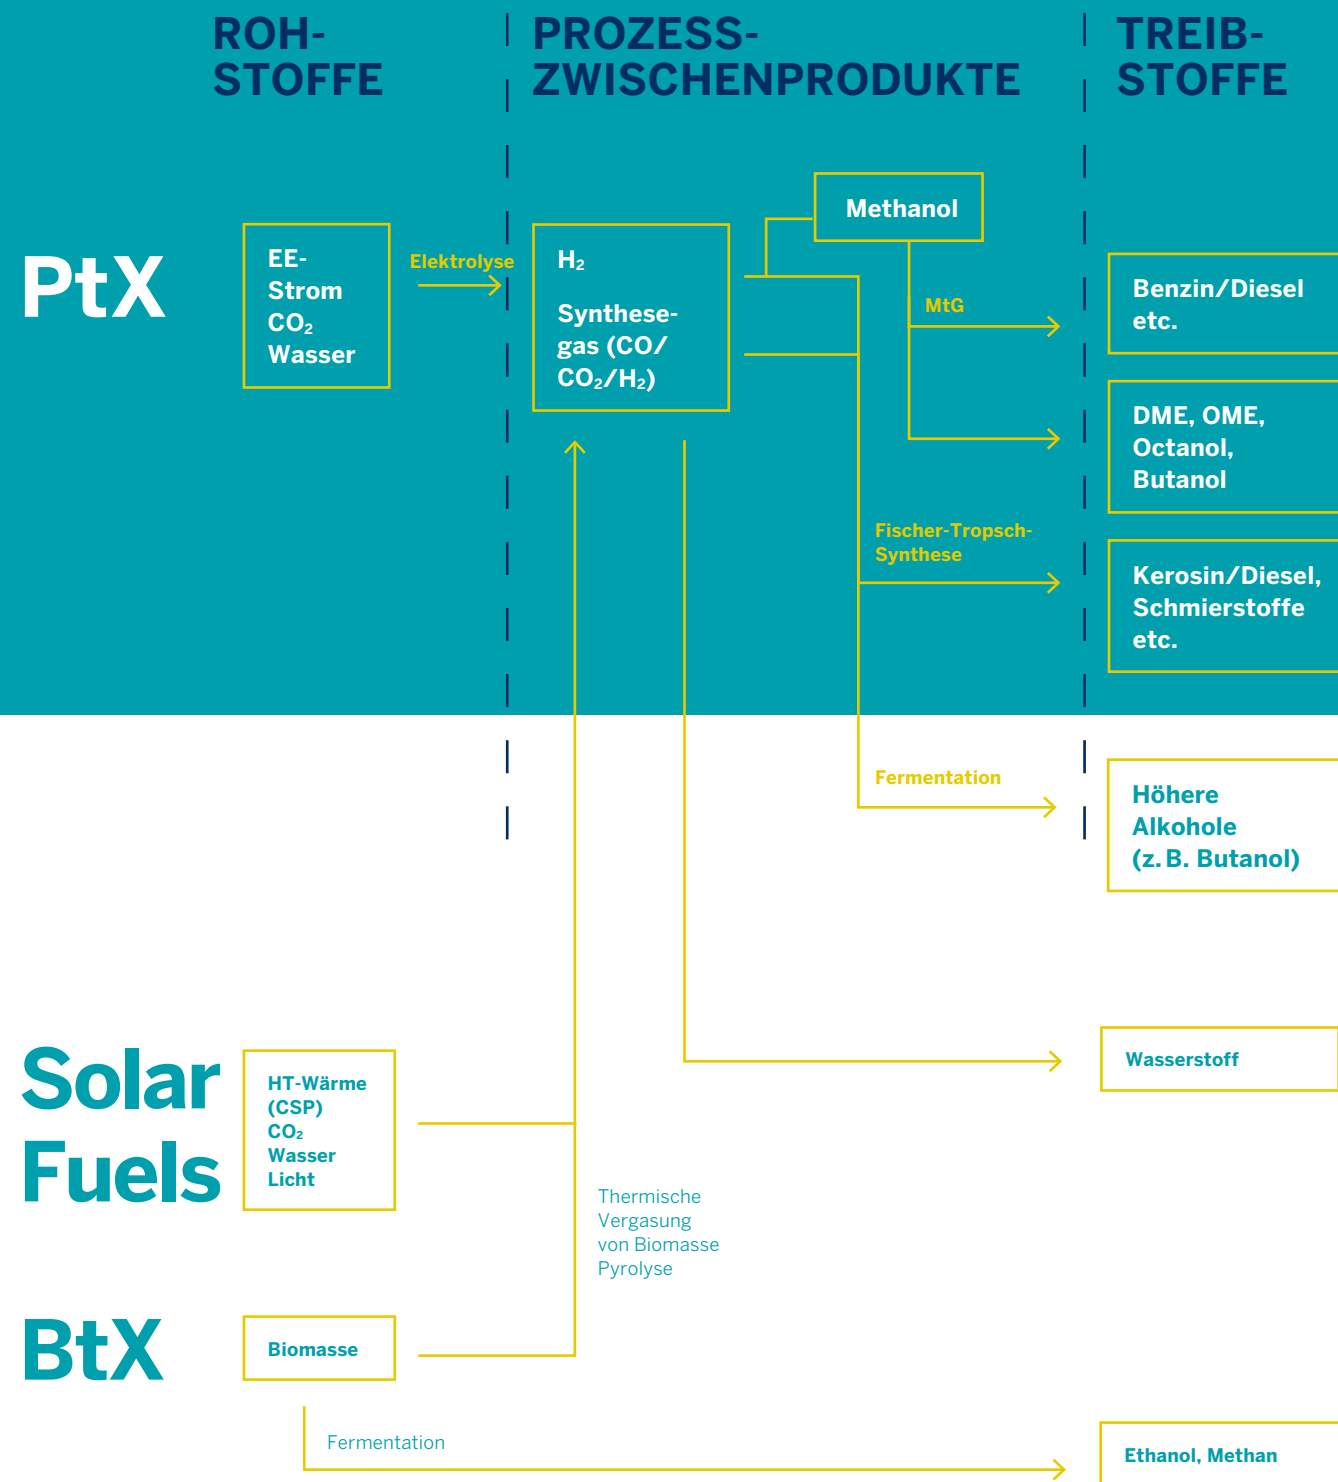 ROH-
STOFFE
PROZESS-
ZWISCHENPRODUKTE
TREIB-
STOFFE
PtX
EE-
Strom
CO₂
Wasser
Elektrolyse
H₂
Synthese-
gas (CO/
CO₂/H₂)
Methanol
MtG
Benzin/Diesel
etc.
DME, OME,
Octanol,
Butanol
Fischer-Tropsch-
Synthese
Kerosin/Diesel,
Schmierstoffe
etc.
Fermentation
Höhere
Alkohole
(z. B. Butanol)
Solar
Fuels
HT-Wärme
(CSP)
CO₂
Wasser
Licht
Wasserstoff
Thermische
Vergasung
von Biomasse
Pyrolyse
BtX
Biomasse
Fermentation
Ethanol, Methan